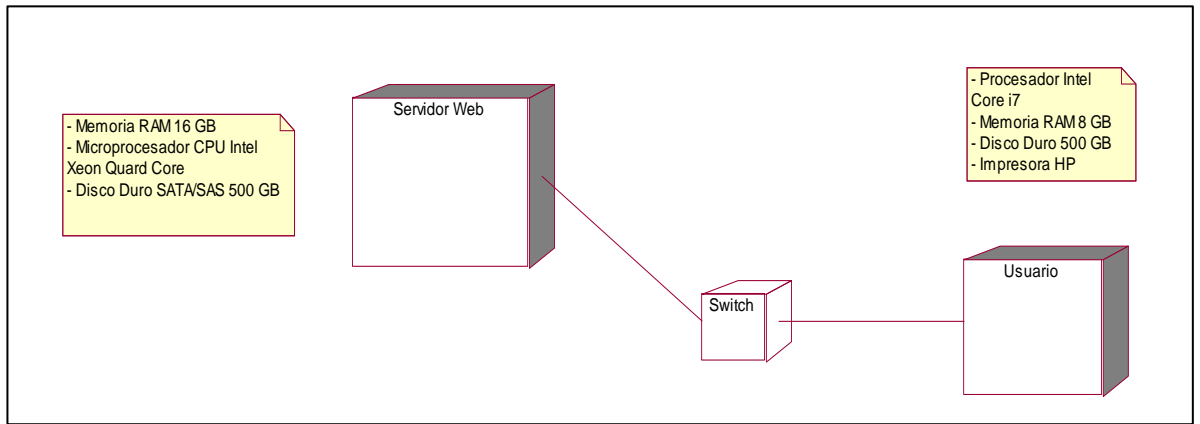 - Memoria RAM 16 GB
- Microprocesador CPU Intel
Xeon Quard Core
- Disco Duro SATA/SAS 500 GB
Servidor Web
- Procesador Intel
Core i7
- Memoria RAM 8 GB
- Disco Duro 500 GB
- Impresora HP
Switch
Usuario